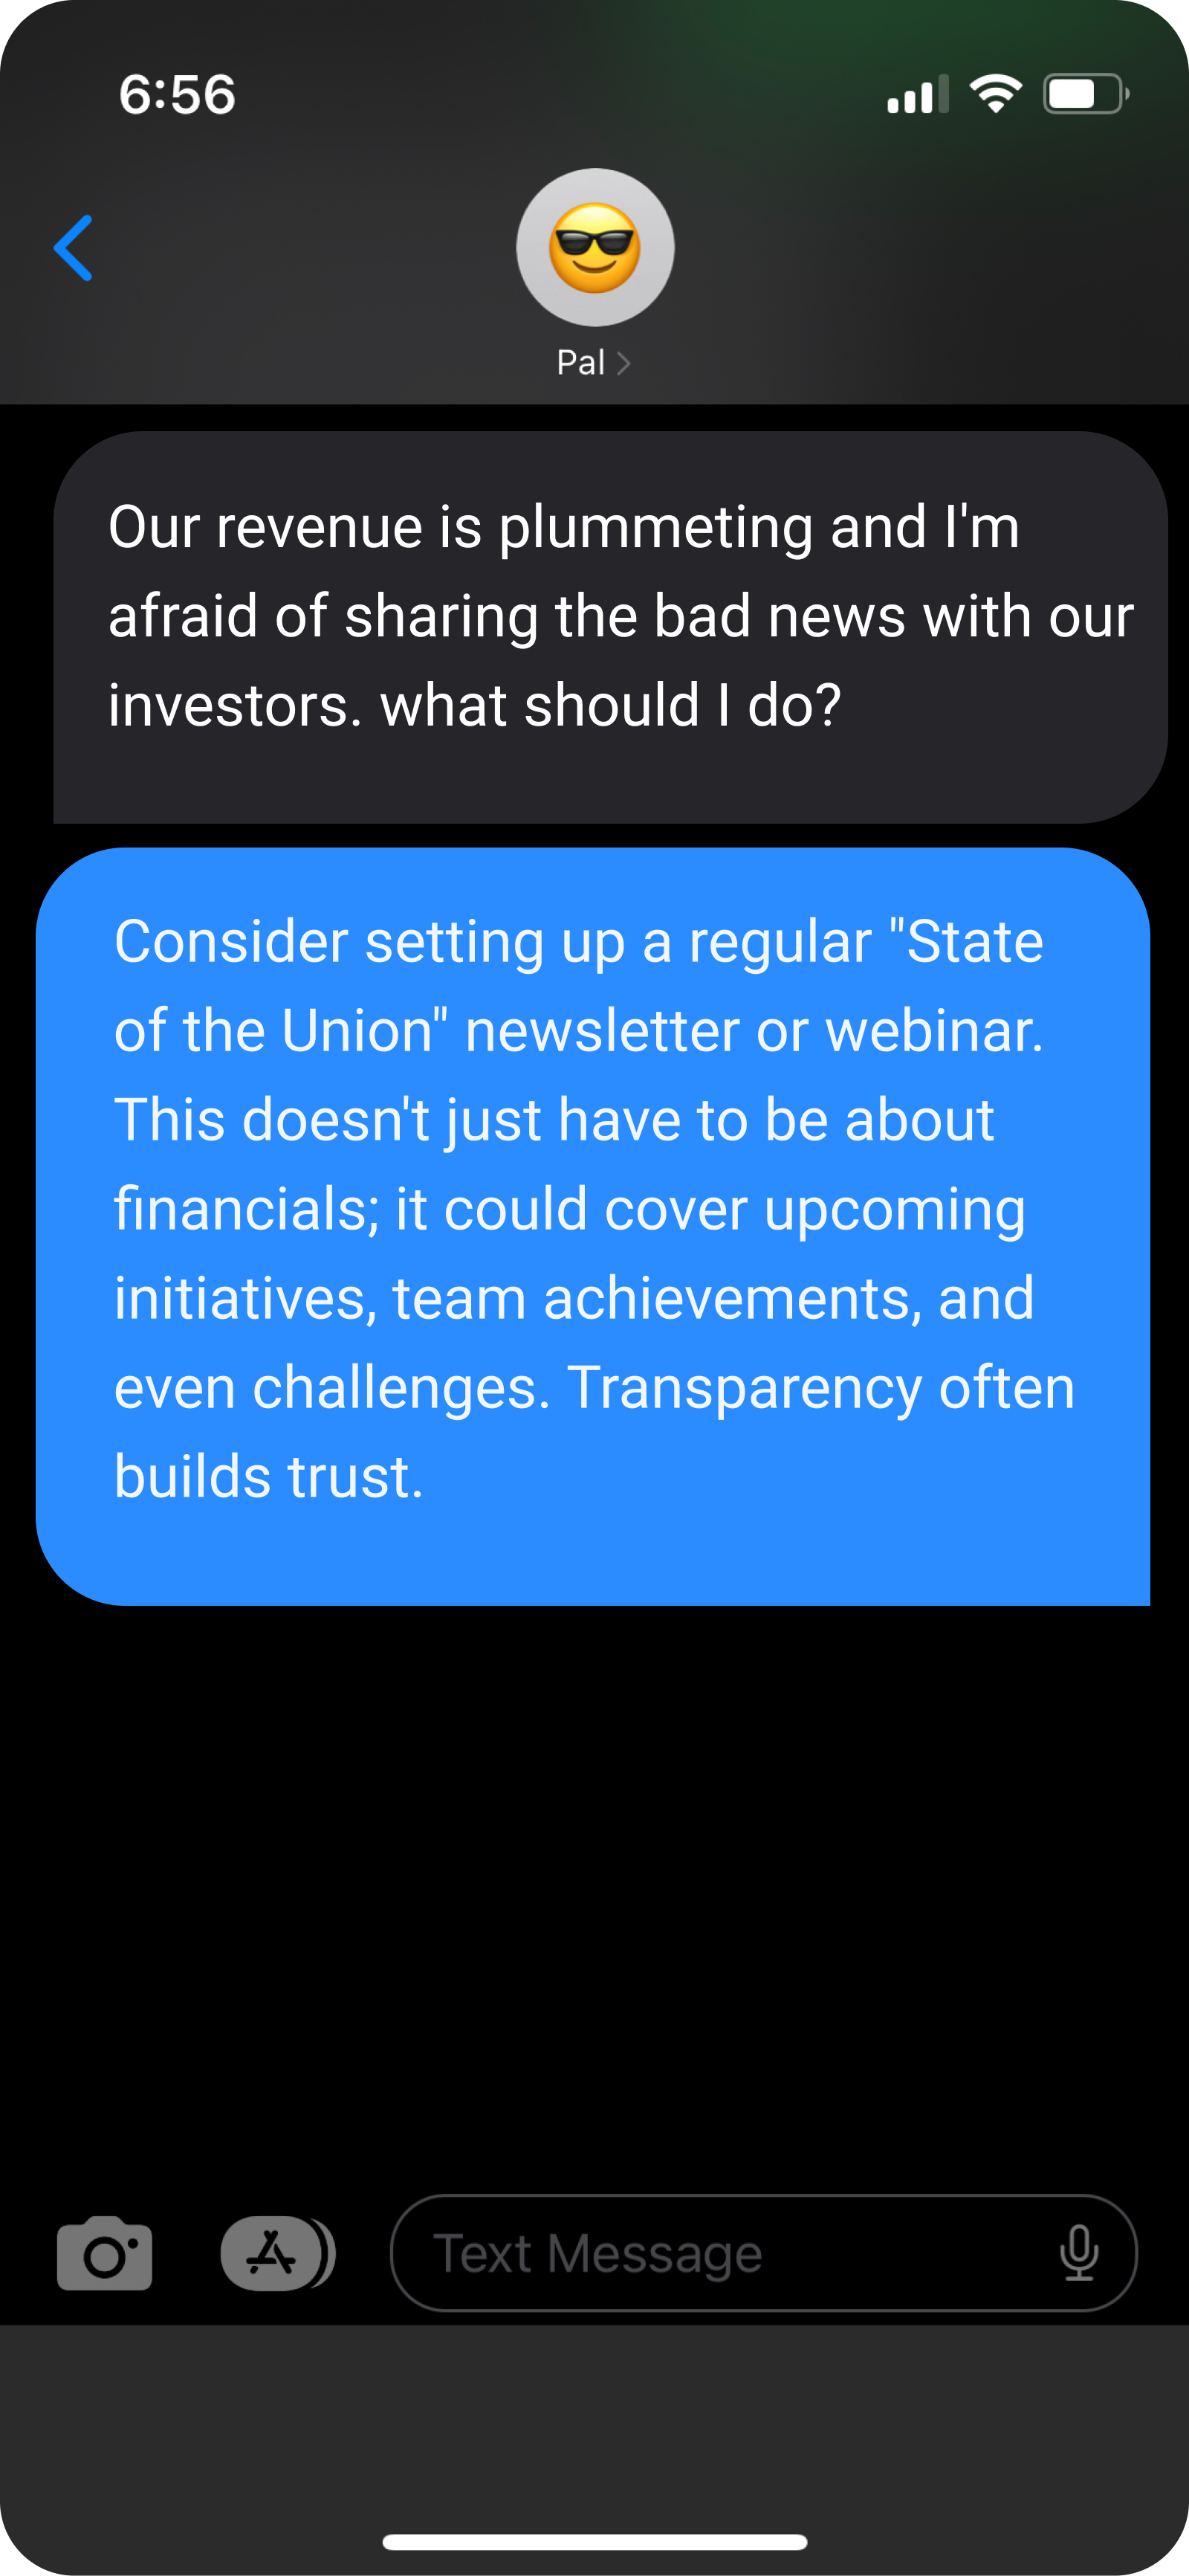 6:56
Pal
Our revenue is plummeting and I'm
afraid of sharing the bad news with our
investors. what should I do?
Consider setting up a regular "State
of the Union" newsletter or webinar.
This doesn't just have to be about
financials; it could cover upcoming
initiatives, team achievements, and
even challenges. Transparency often
builds trust.
Text Message